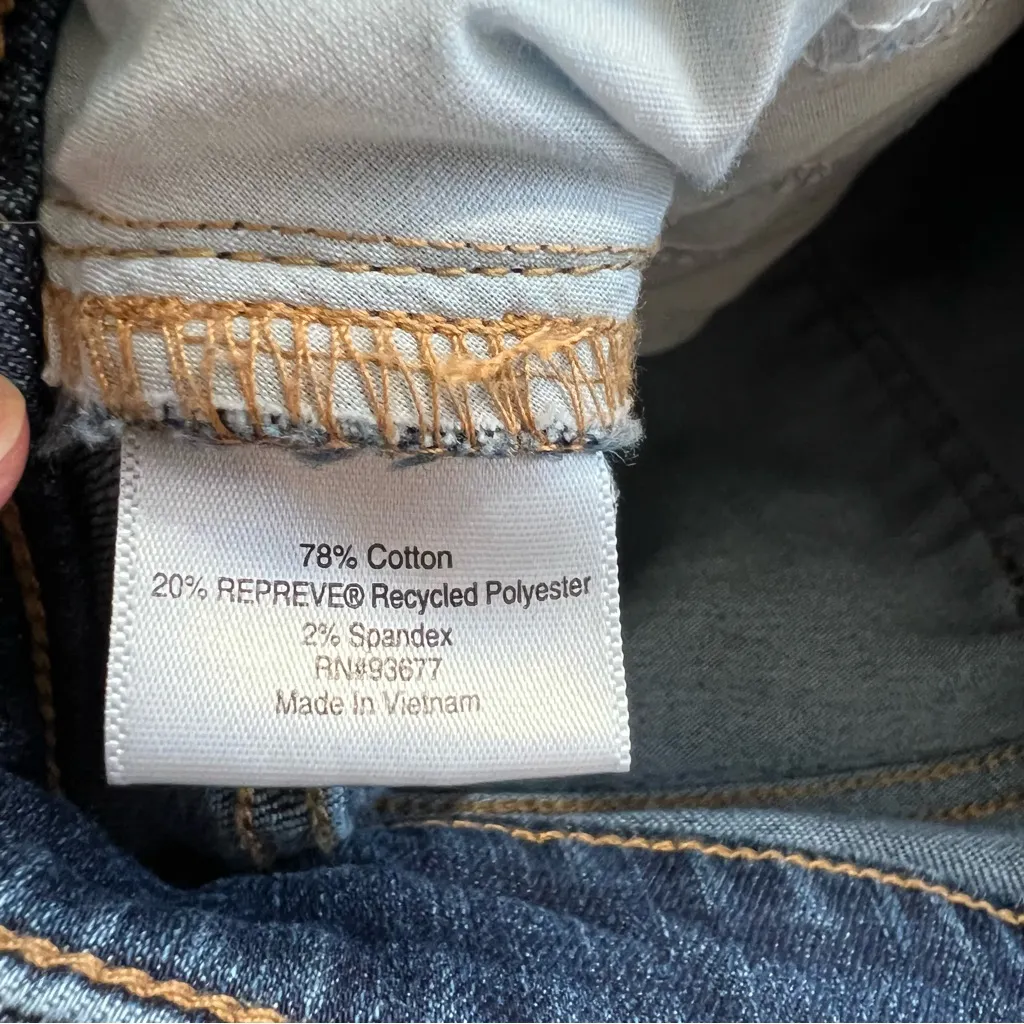 78% Cotton
20% REPREVE® Recycled Polyester
2% Spandex
RN#93677
Made In Vietnam